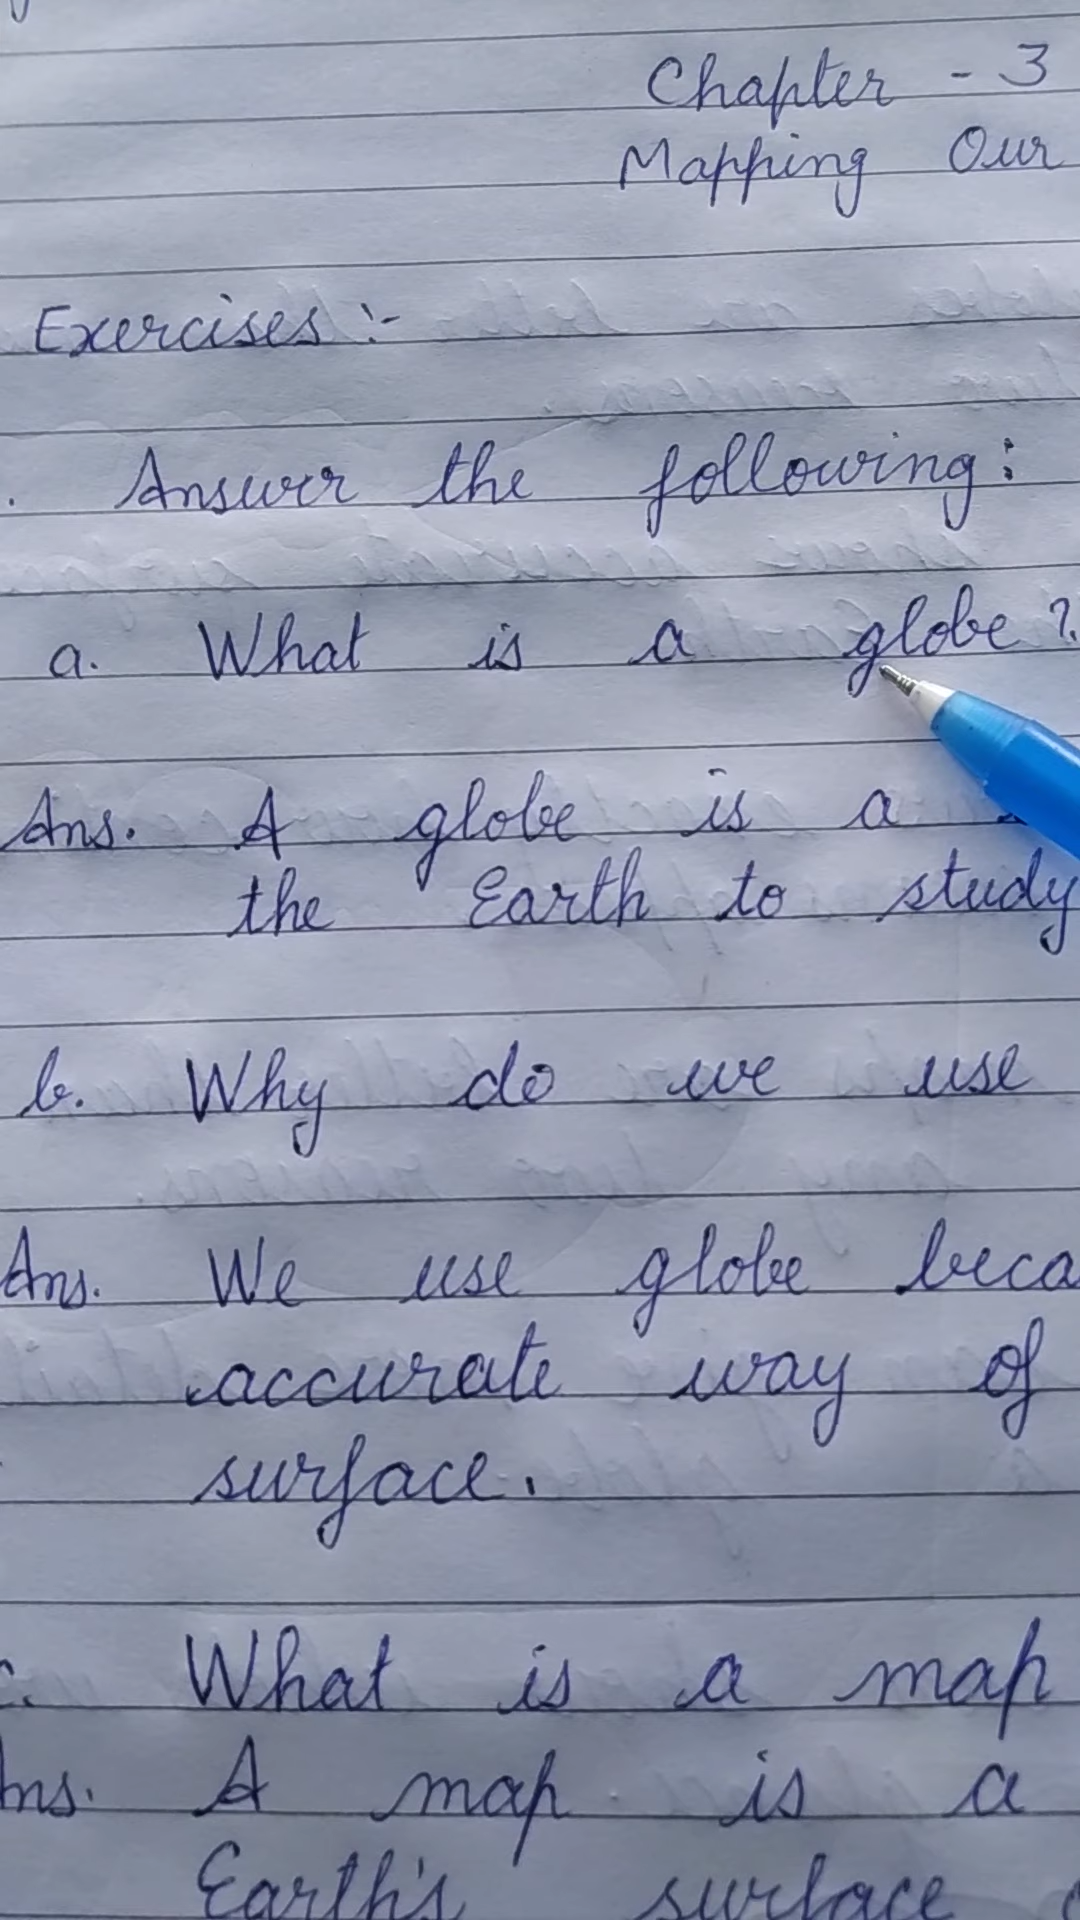 Chapter - 3
Mapping Our
Exercises :-
. Answer the following:
a. What is a globe?
Ans. A globe is a
the Earth to study
b. Why do we use
Ans. We use globe beca
accurate way of
surface.
c. What is a map
Ans. A map is a
Earth's surface